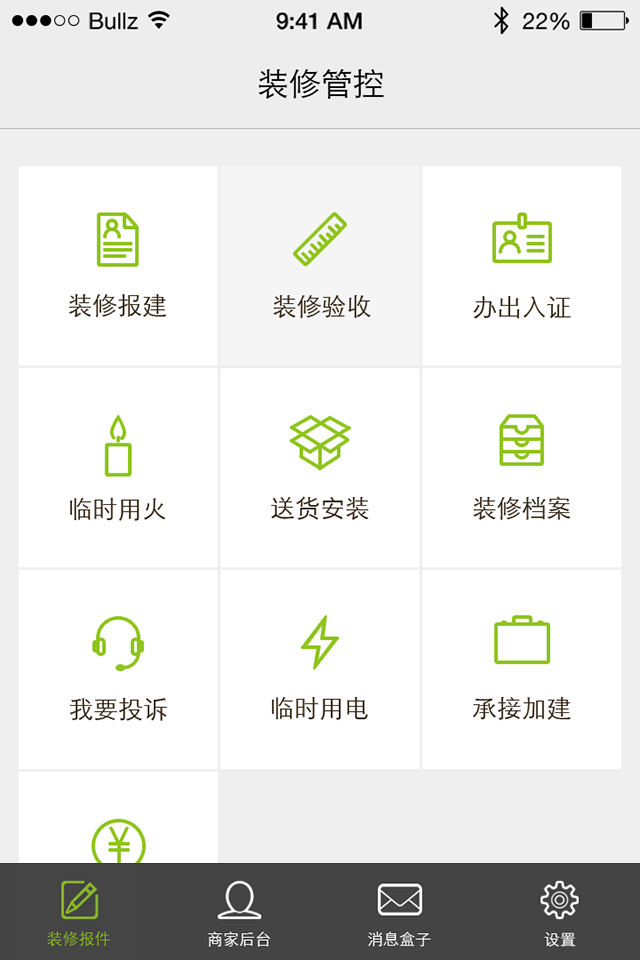 Bullz 9:41 AM 22%
装修管控
装修报建 装修验收 办出入证
临时用火 送货安装 装修档案
我要投诉 临时用电 承接加建
¥
装修报件 商家后台 消息盒子 设置